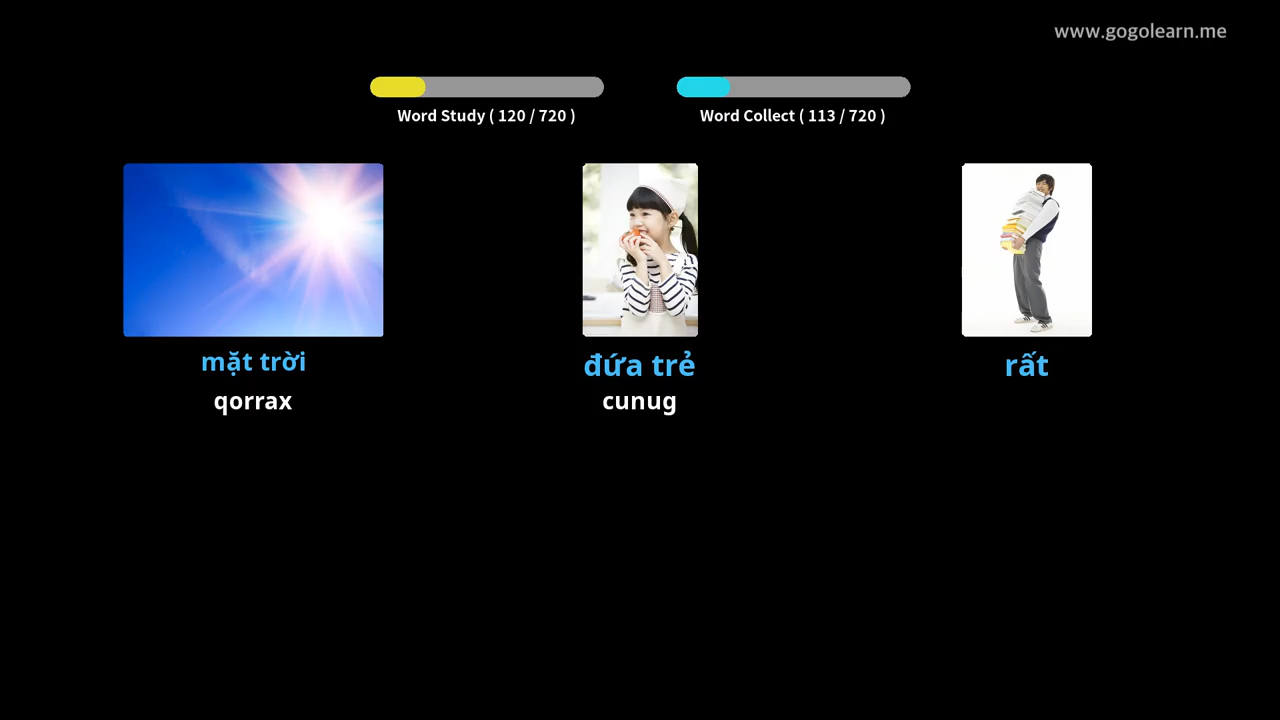 www.gogolearn.me
Word Study ( 120 / 720 )
Word Collect ( 113 / 720 )
mặt trời
đứa trẻ
rất
qorrax
cunug